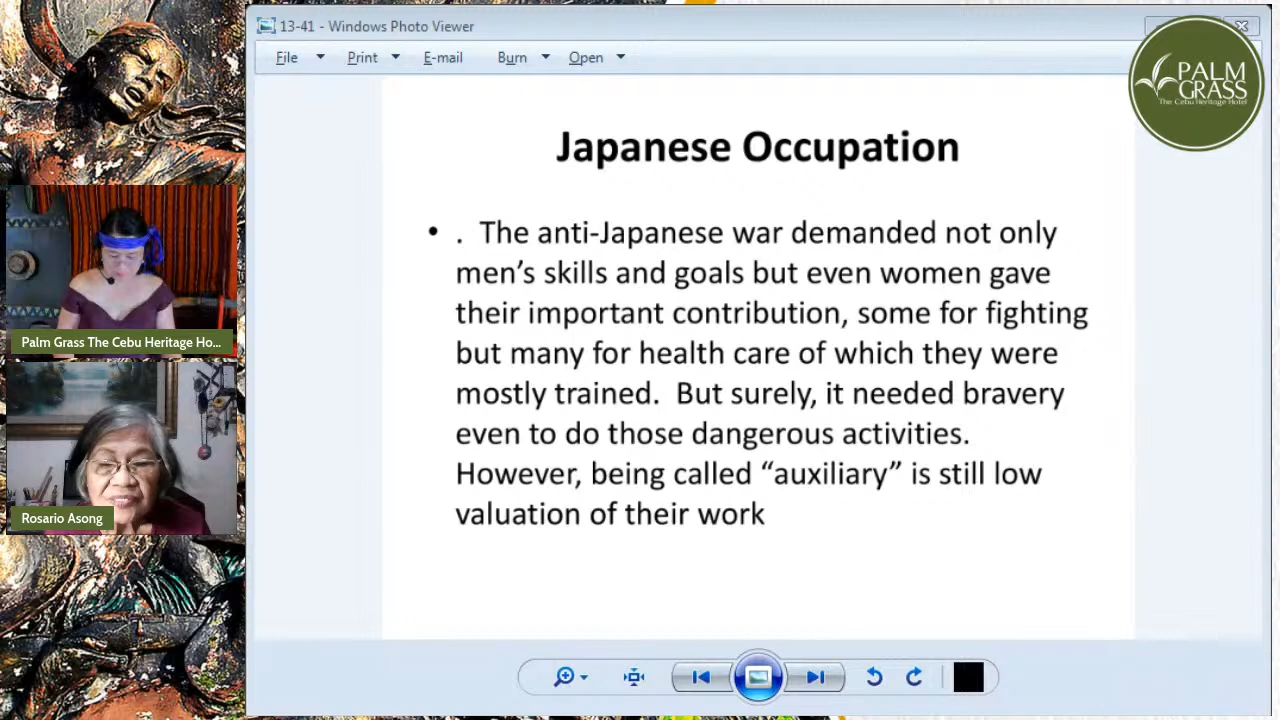 13-41 - Windows Photo Viewer
File
Print
E-mail
Burn
Open
PALM
GRASS
The Cebu Heritage Hotel
Japanese Occupation
• . The anti-Japanese war demanded not only
men's skills and goals but even women gave
their important contribution, some for fighting
but many for health care of which they were
mostly trained. But surely, it needed bravery
even to do those dangerous activities.
However, being called “auxiliary” is still low
valuation of their work
Palm Grass The Cebu Heritage Ho...
Rosario Asong